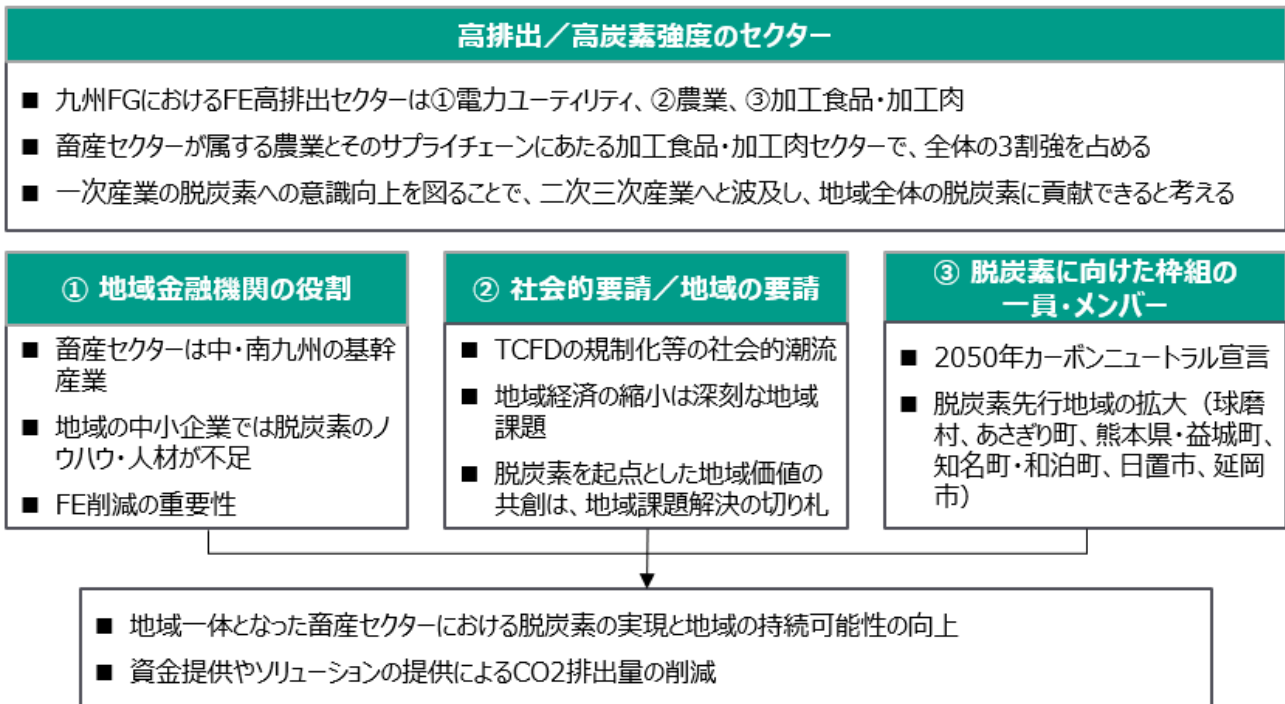 高排出／高炭素強度のセクター
■ 九州FGにおけるFE高排出セクターは①電力ユーティリティ、②農業、③加工食品・加工肉
■ 畜産セクターが属する農業とそのサプライチェーンにあたる加工食品・加工肉セクターで、全体の3割強を占める
■ 一次産業の脱炭素への意識向上を図ることで、二次三次産業へと波及し、地域全体の脱炭素に貢献できると考える
① 地域金融機関の役割
■ 畜産セクターは中・南九州の基幹
産業
■ 地域の中小企業では脱炭素のノ
ウハウ・人材が不足
■ FE削減の重要性
② 社会的要請／地域の要請
■ TCFDの規制化等の社会的潮流
■ 地域経済の縮小は深刻な地域
課題
■ 脱炭素を起点とした地域価値の
共創は、地域課題解決の切り札
③ 脱炭素に向けた枠組の
一員・メンバー
■ 2050年カーボンニュートラル宣言
■ 脱炭素先行地域の拡大（球磨
村、あさぎり町、熊本県・益城町、
知名町・和泊町、日置市、延岡
市）
■ 地域一体となった畜産セクターにおける脱炭素の実現と地域の持続可能性の向上
■ 資金提供やソリューションの提供によるCO2排出量の削減